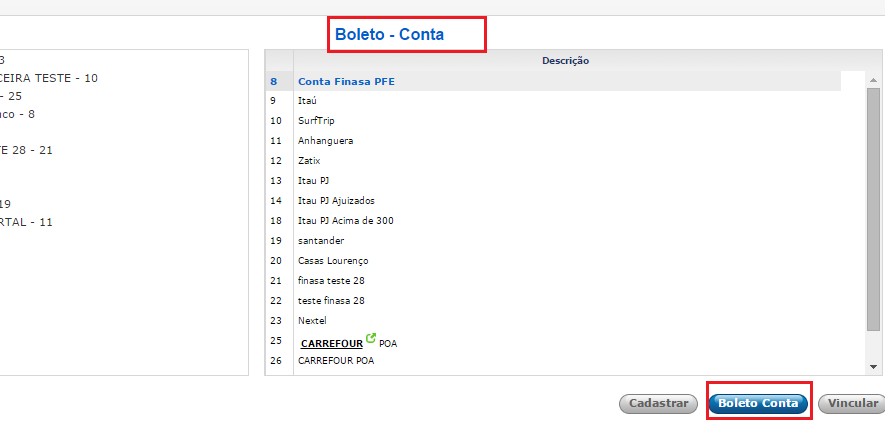 Boleto - Conta
3
CEIRA TESTE - 10
- 25
nco - 8
E 28 - 21
19
RTAL - 11
Descrição
8 Conta Finasa PFE
9 Itaú
10 SurfTrip
11 Anhanguera
12 Zatix
13 Itau PJ
14 Itau PJ Ajuizados
18 Itau PJ Acima de 300
19 santander
20 Casas Lourenço
21 finasa teste 28
22 teste finasa 28
23 Nextel
25 CARREFOUR POA
26 CARREFOUR POA
Cadastrar Boleto Conta Vincular